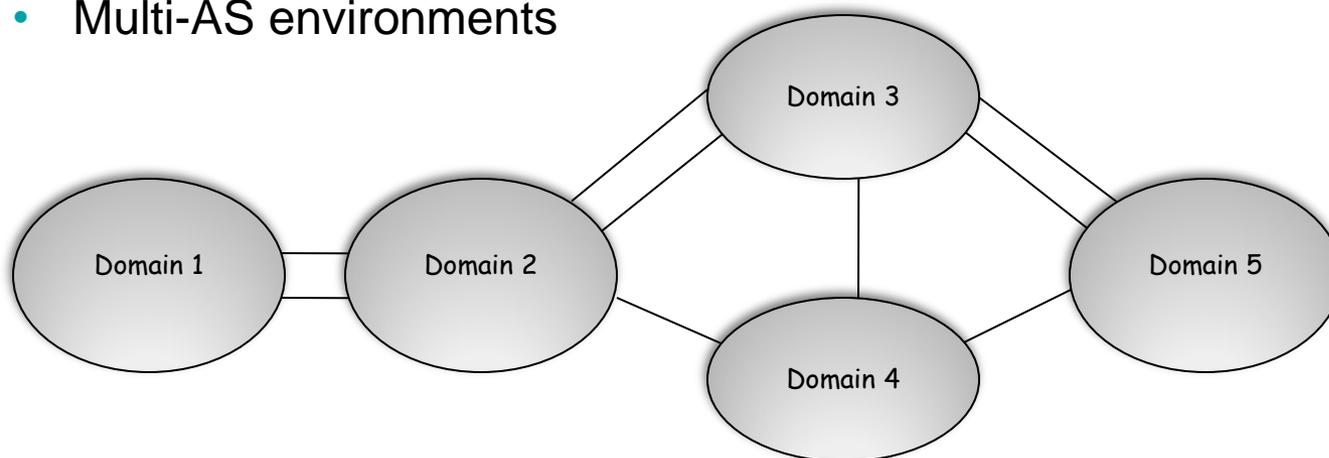 • Multi-AS environments
Domain 3
Domain 1
Domain 2
Domain 5
Domain 4